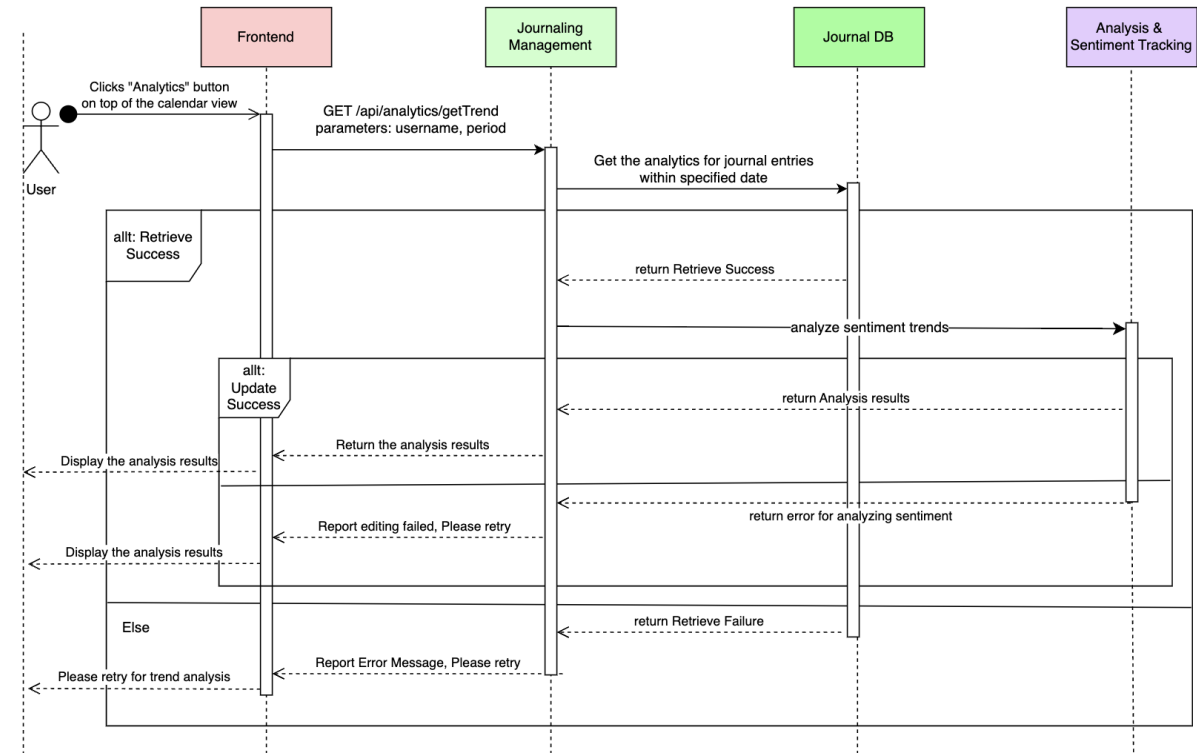 Frontend
Journaling
Management
Journal DB
Analysis &
Sentiment Tracking
Clicks "Analytics" button
on top of the calendar view
GET /api/analytics/getTrend
parameters: username, period
Get the analytics for journal entries
within specified date
User
allt: Retrieve
Success
return Retrieve Success
analyze sentiment trends
allt:
Update
Success
return Analysis results
Return the analysis results
Display the analysis results
return error for analyzing sentiment
Report editing failed, Please retry
Display the analysis results
Else
return Retrieve Failure
Report Error Message, Please retry
Please retry for trend analysis